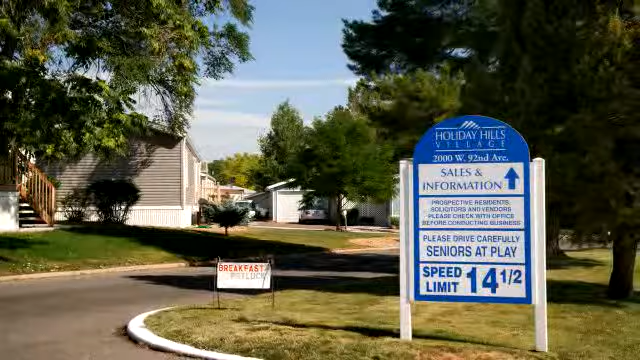 HOLIDAY HILLS
VILLAGE
2000 W. 92nd Ave.
SALES &
INFORMATION
PROSPECTIVE RESIDENTS,
SOLICITORS AND VENDORS
PLEASE CHECK WITH OFFICE
BEFORE CONDUCTING BUSINESS
PLEASE DRIVE CAREFULLY
SENIORS AT PLAY
SPEED
LIMIT 14 1/2
BREAKFAST
POTLUCK